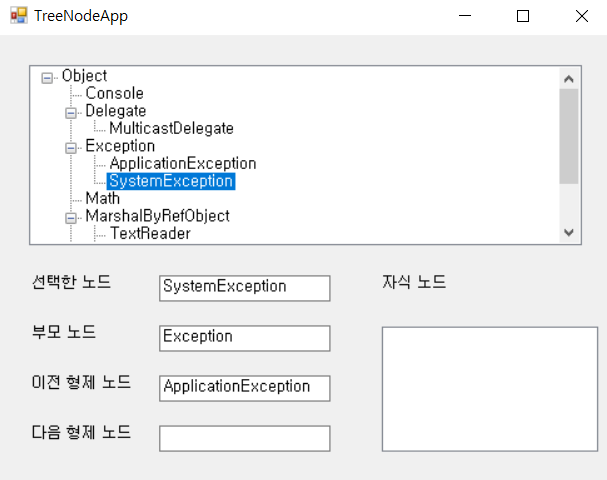 TreeNodeApp
Object
Console
Delegate
MulticastDelegate
Exception
ApplicationException
SystemException
Math
MarshalByRefObject
TextReader
선택한 노드 SystemException 자식 노드
부모 노드 Exception
이전 형제 노드 ApplicationException
다음 형제 노드